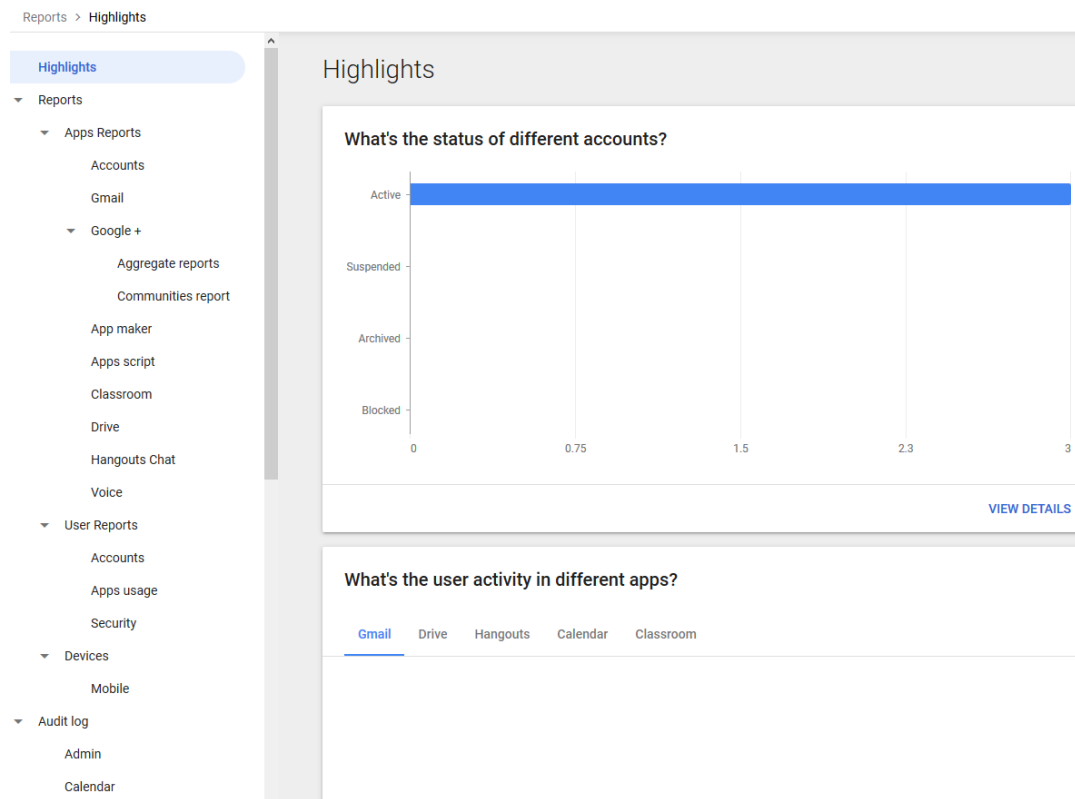 Reports > Highlights
Highlights
Reports
Apps Reports
Accounts
Gmail
Google +
Aggregate reports
Communities report
App maker
Apps script
Classroom
Drive
Hangouts Chat
Voice
User Reports
Accounts
Apps usage
Security
Devices
Mobile
Audit log
Admin
Calendar
Highlights
What's the status of different accounts?
Active
Suspended
Archived
Blocked
0 0.75 1.5 2.3 3
VIEW DETAILS
What's the user activity in different apps?
Gmail Drive Hangouts Calendar Classroom